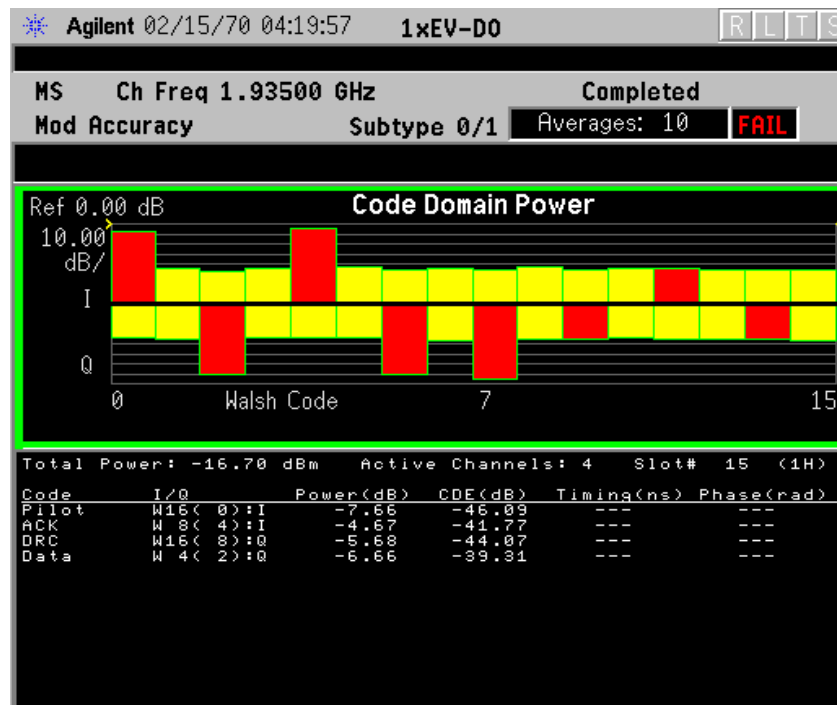 Agilent 02/15/70 04:19:57 1xEV-DO R L T S
MS Ch Freq 1.93500 GHz Completed
Mod Accuracy Subtype 0/1 Averages: 10 FAIL
Ref 0.00 dB Code Domain Power
10.00
dB/
I
Q
0 Walsh Code 7 15
Total Power: -16.70 dBm Active Channels: 4 Slot# 15 (1H)
Code I/Q Power(dB) CDE(dB) Timing(ns) Phase(rad)
Pilot W16( 0):I -7.66 -46.09 --- ---
ACK W 8( 4):I -4.67 -41.77 --- ---
DRC W16( 8):Q -5.68 -44.07 --- ---
Data W 4( 2):Q -6.66 -39.31 --- ---